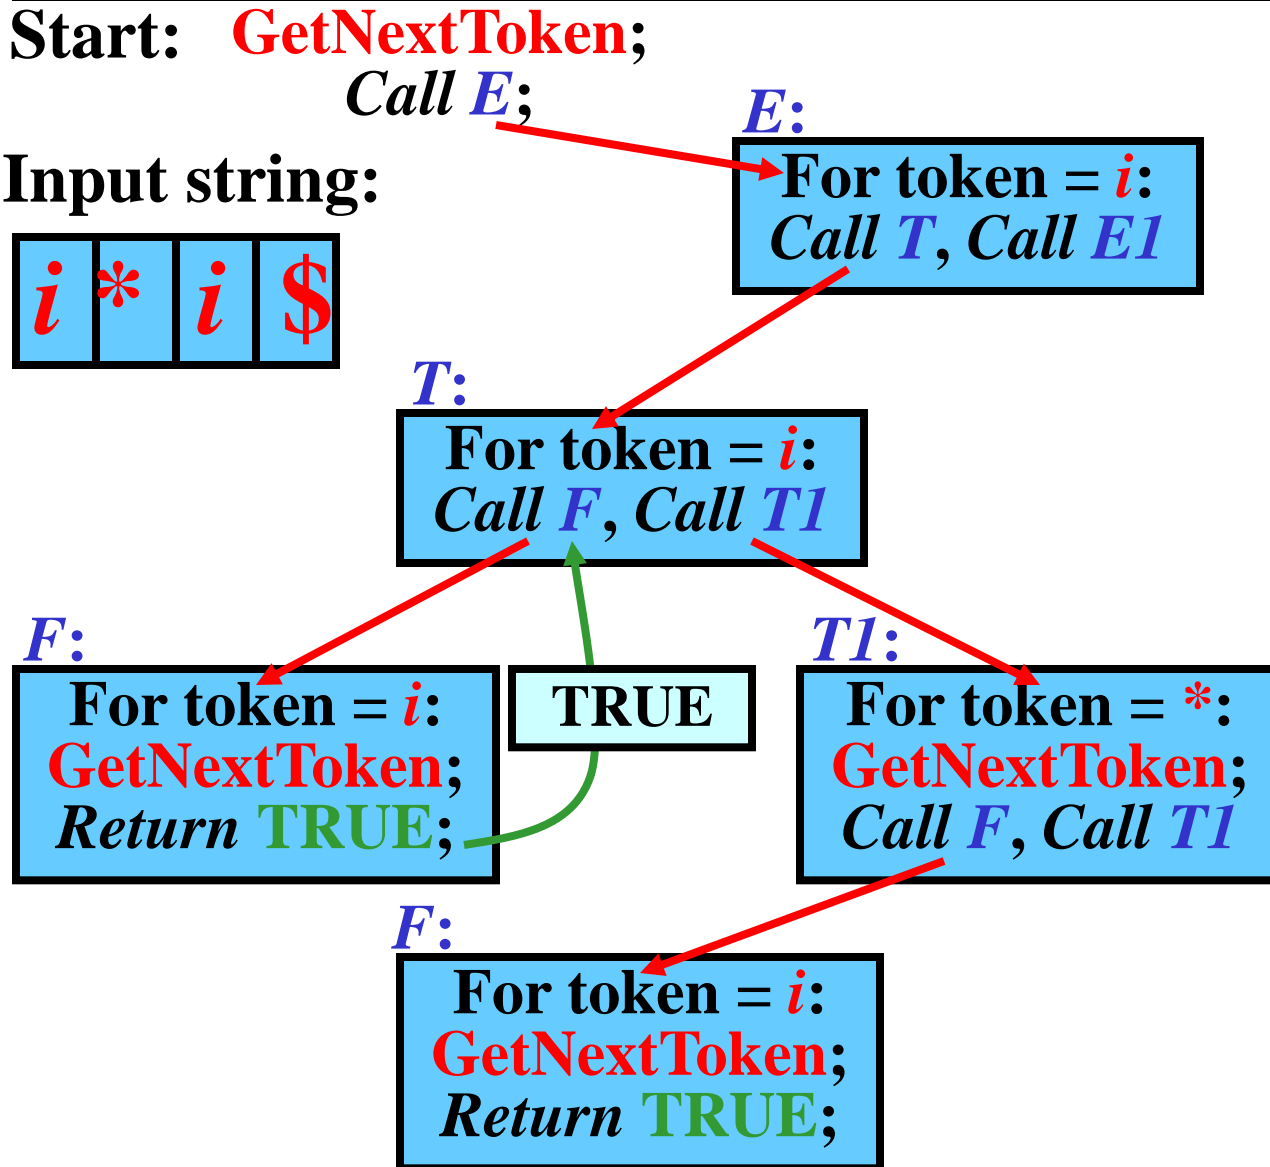 Start: GetNextToken;
Call E;
E:
For token = i:
Call T, Call E1
Input string:
i * i $
T:
For token = i:
Call F, Call T1
F:
For token = i:
GetNextToken;
Return TRUE;
TRUE
T1:
For token = *:
GetNextToken;
Call F, Call T1
F:
For token = i:
GetNextToken;
Return TRUE;